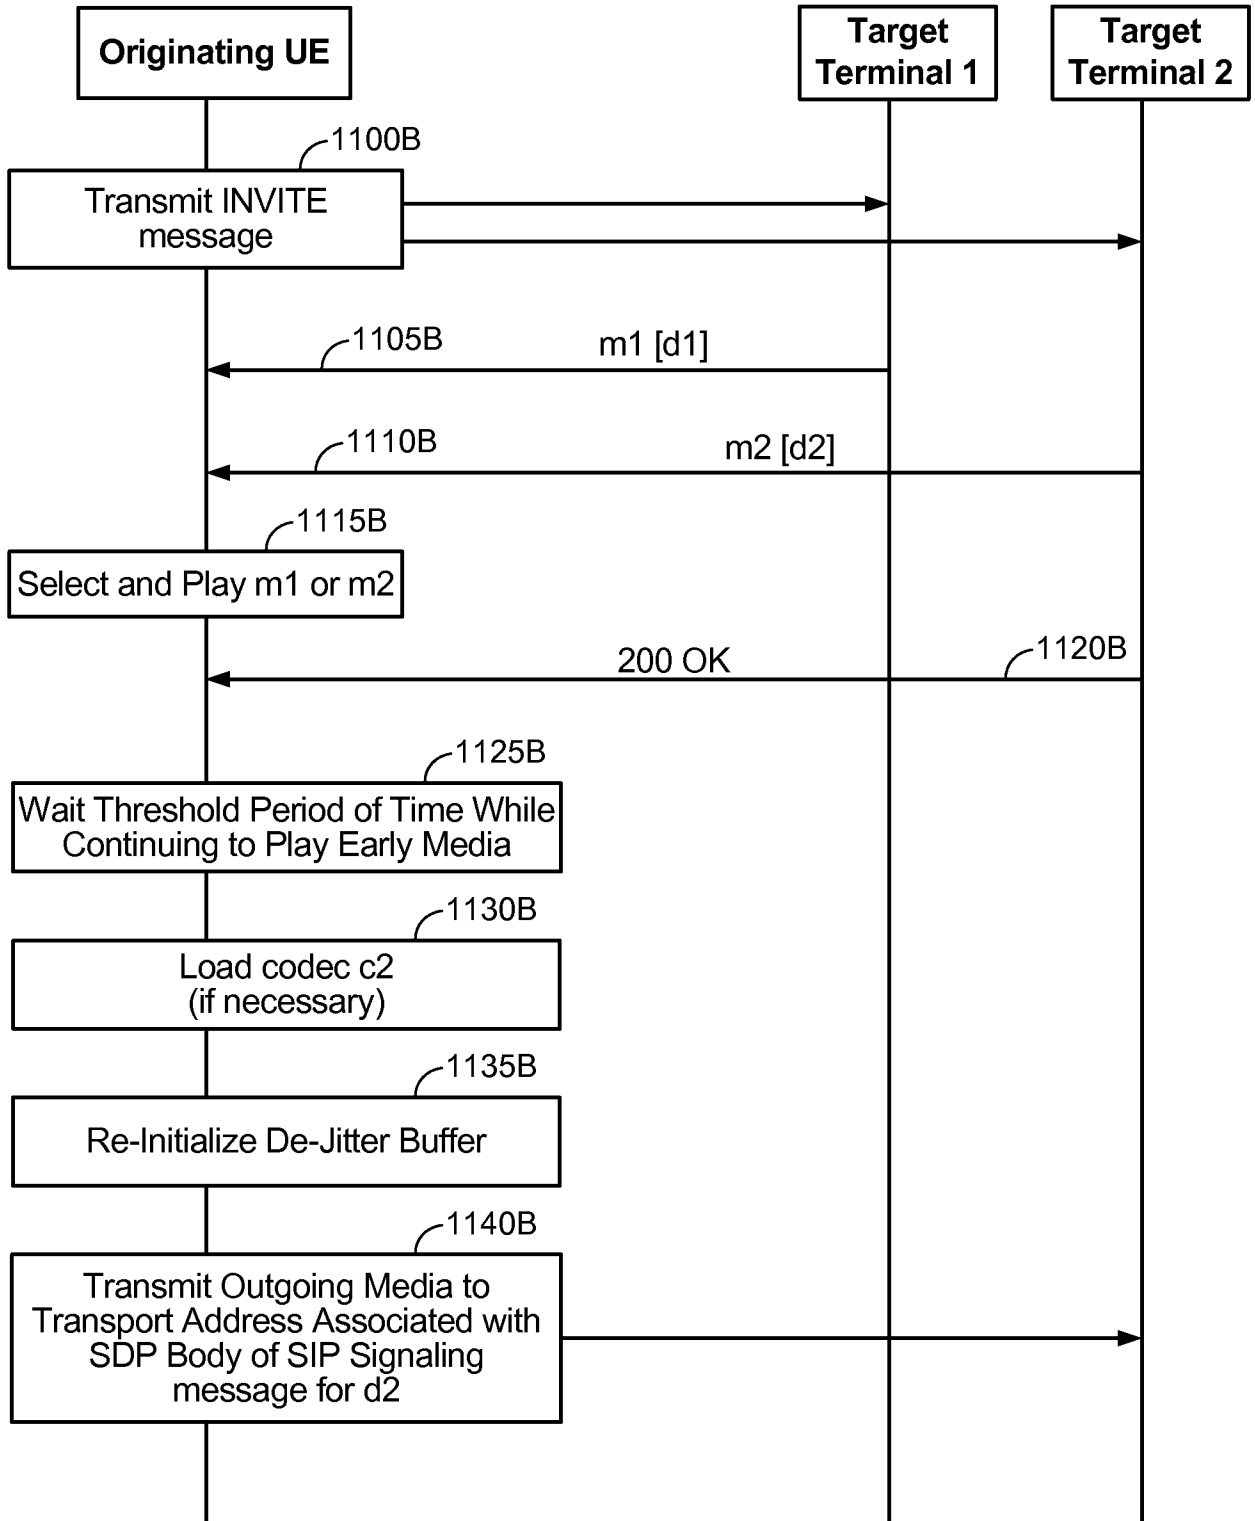 Originating UE
Target
Terminal 1
Target
Terminal 2
1100B
Transmit INVITE
message
1105B
m1 [d1]
1110B
m2 [d2]
1115B
Select and Play m1 or m2
200 OK
1120B
1125B
Wait Threshold Period of Time While
Continuing to Play Early Media
1130B
Load codec c2
(if necessary)
1135B
Re-Initialize De-Jitter Buffer
1140B
Transmit Outgoing Media to
Transport Address Associated with
SDP Body of SIP Signaling
message for d2